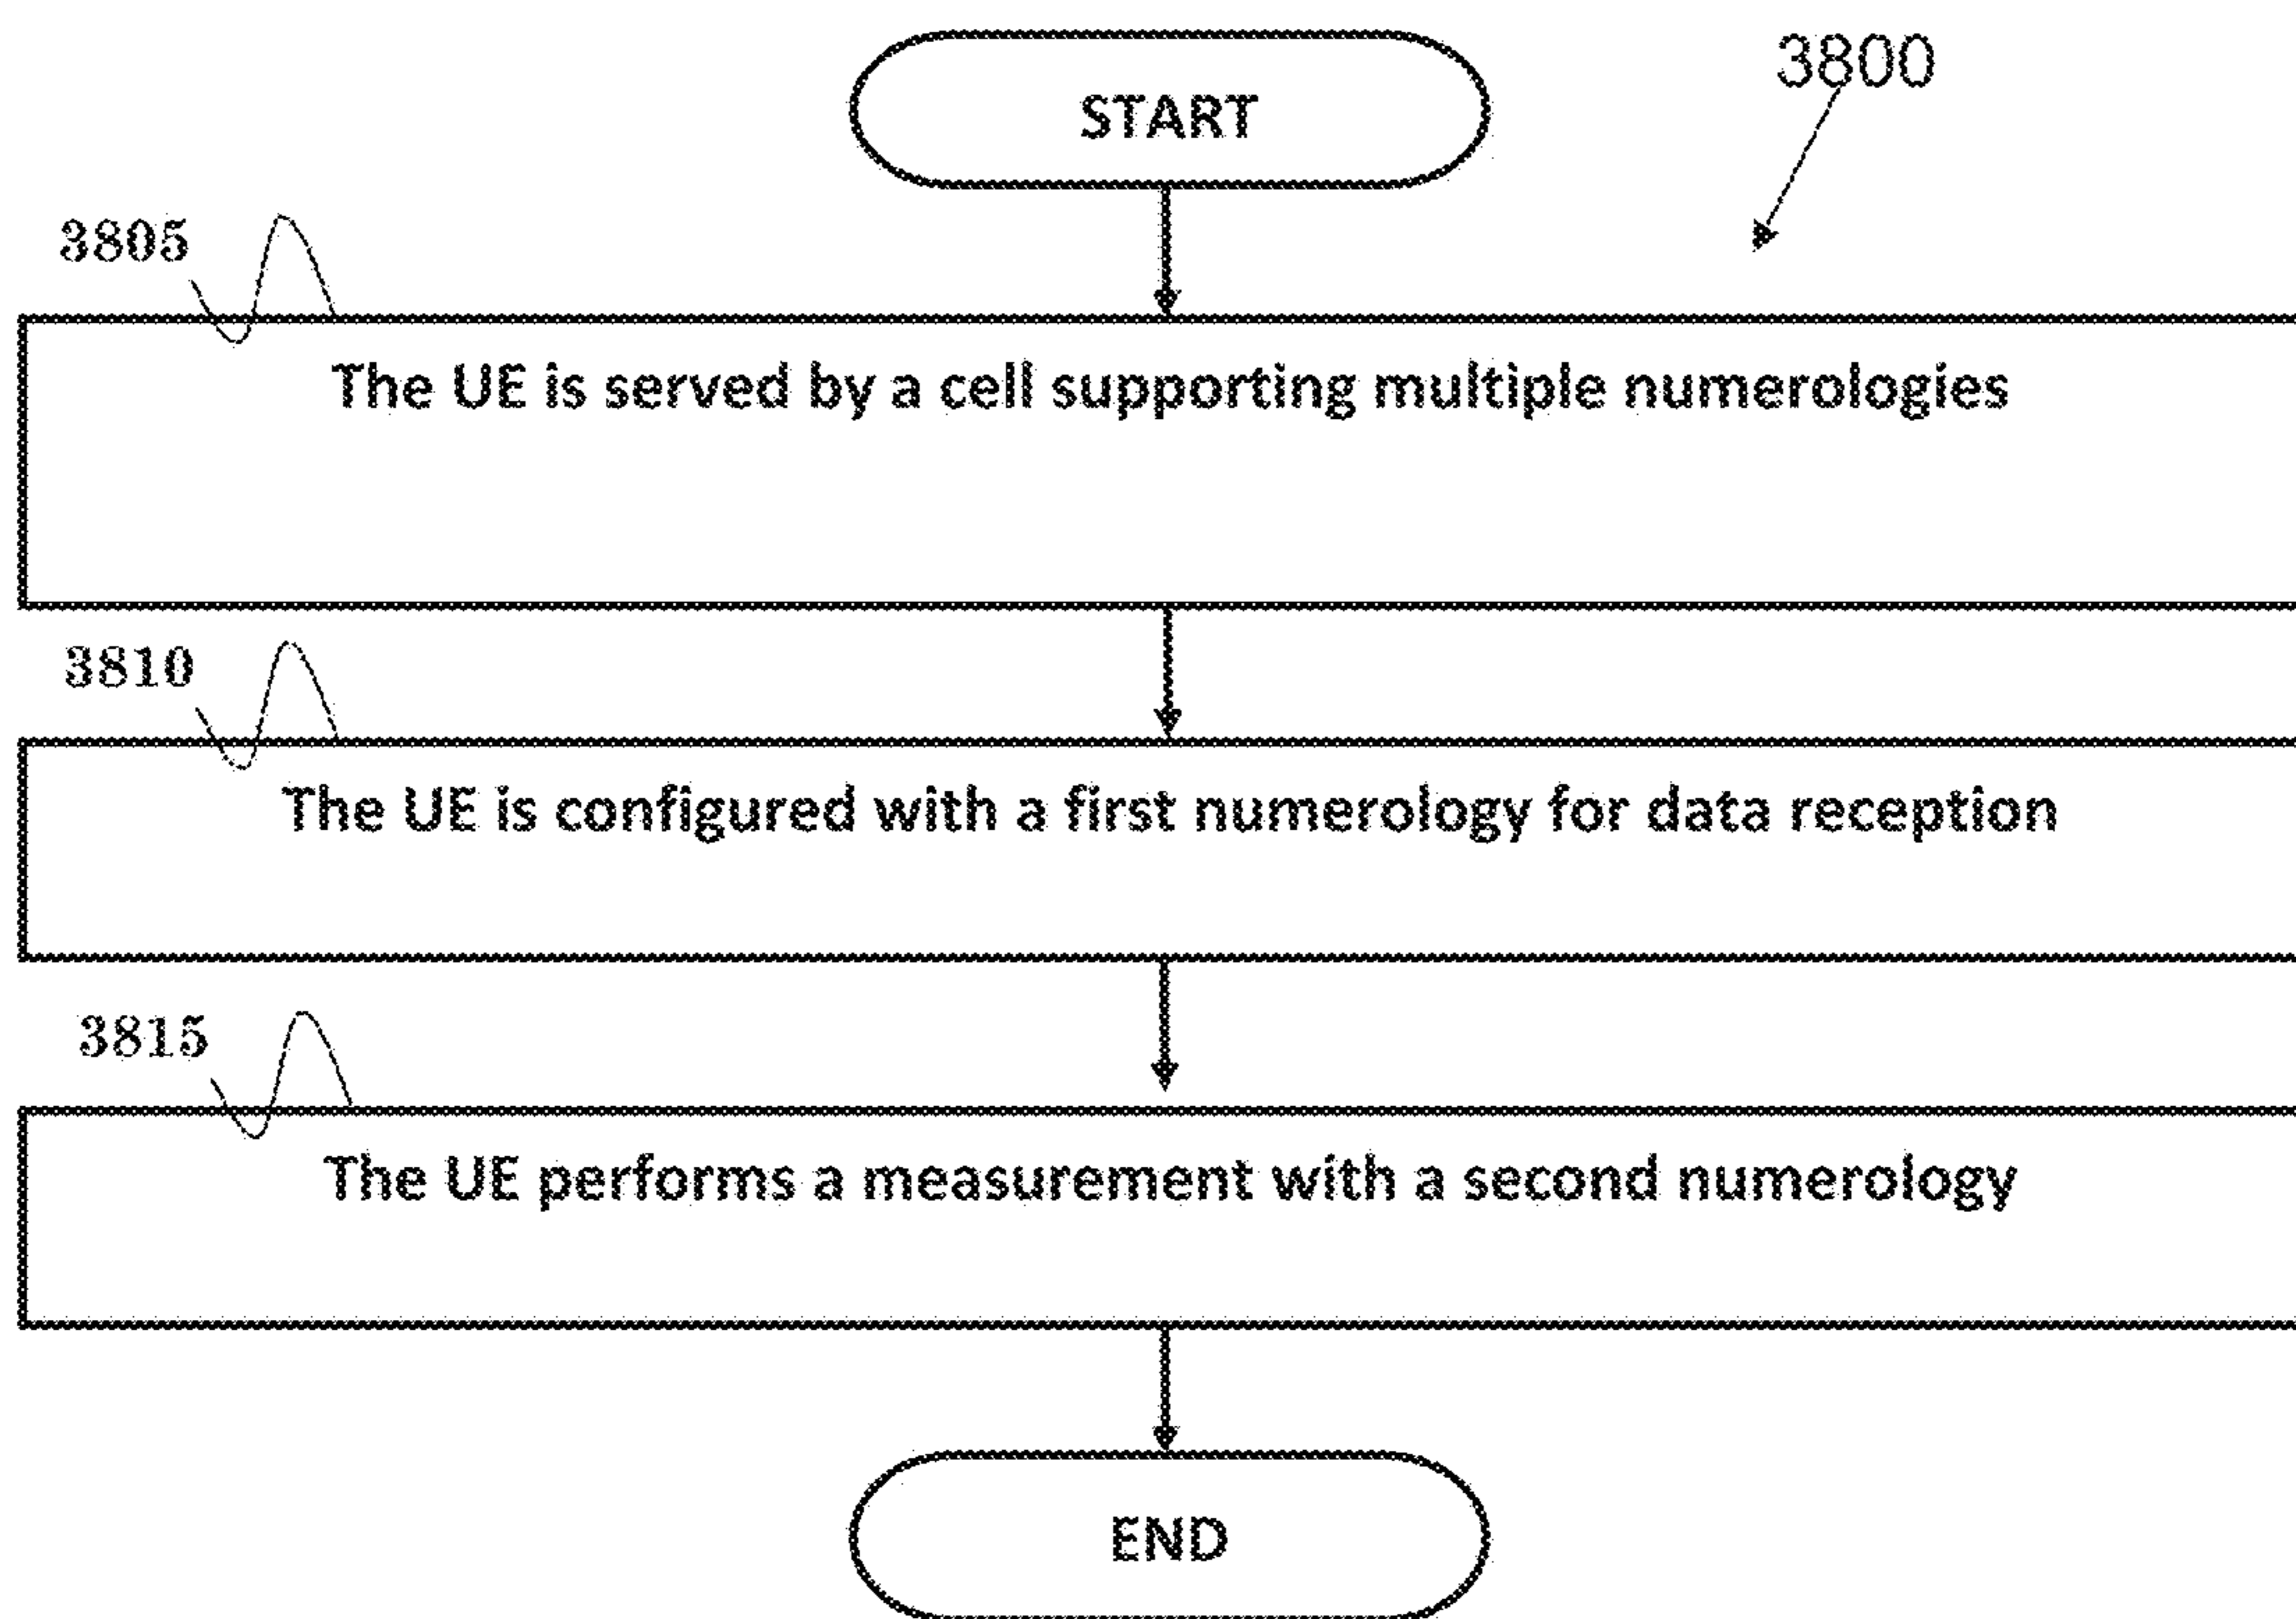 START
3800
3805
The UE is served by a cell supporting multiple numerologies
3810
The UE is configured with a first numerology for data reception
3815
The UE performs a measurement with a second numerology
END